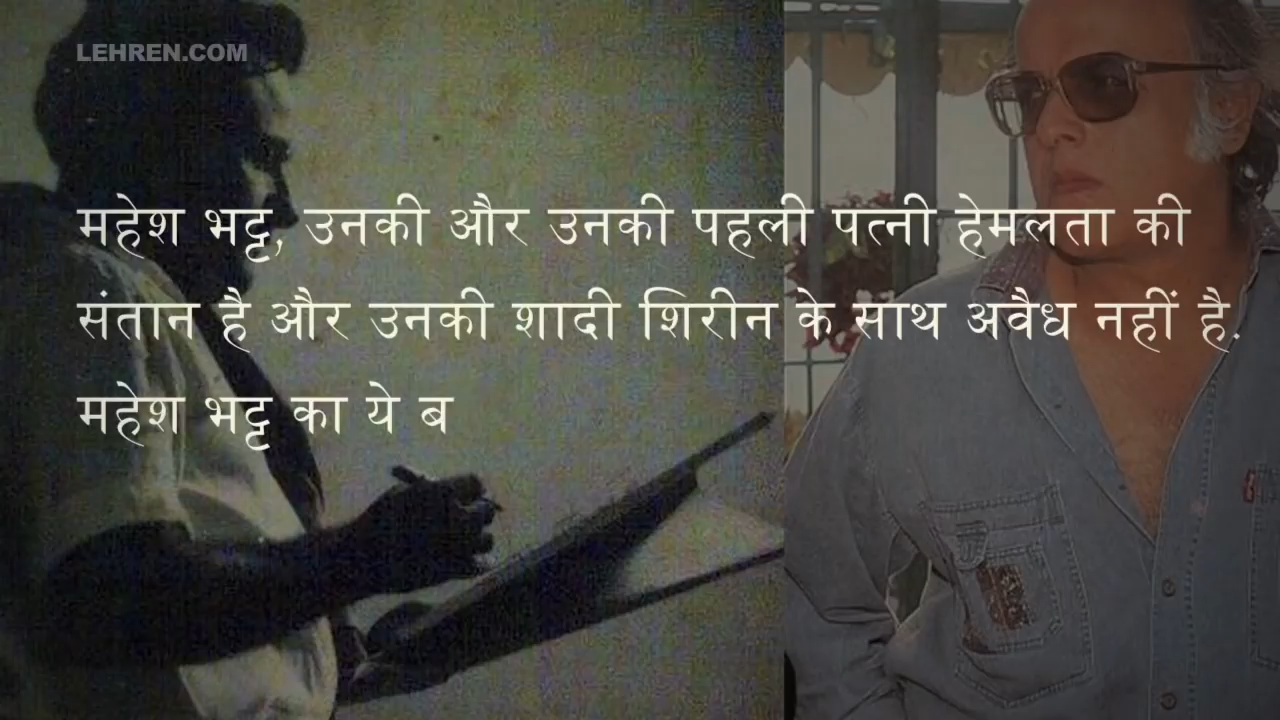 LEHREN.COM
महेश भट्ट, उनकी और उनकी पहली पत्नी हेमलता की
संतान है और उनकी शादी शिरीन के साथ अवैध नहीं है.
महेश भट्ट का ये ब